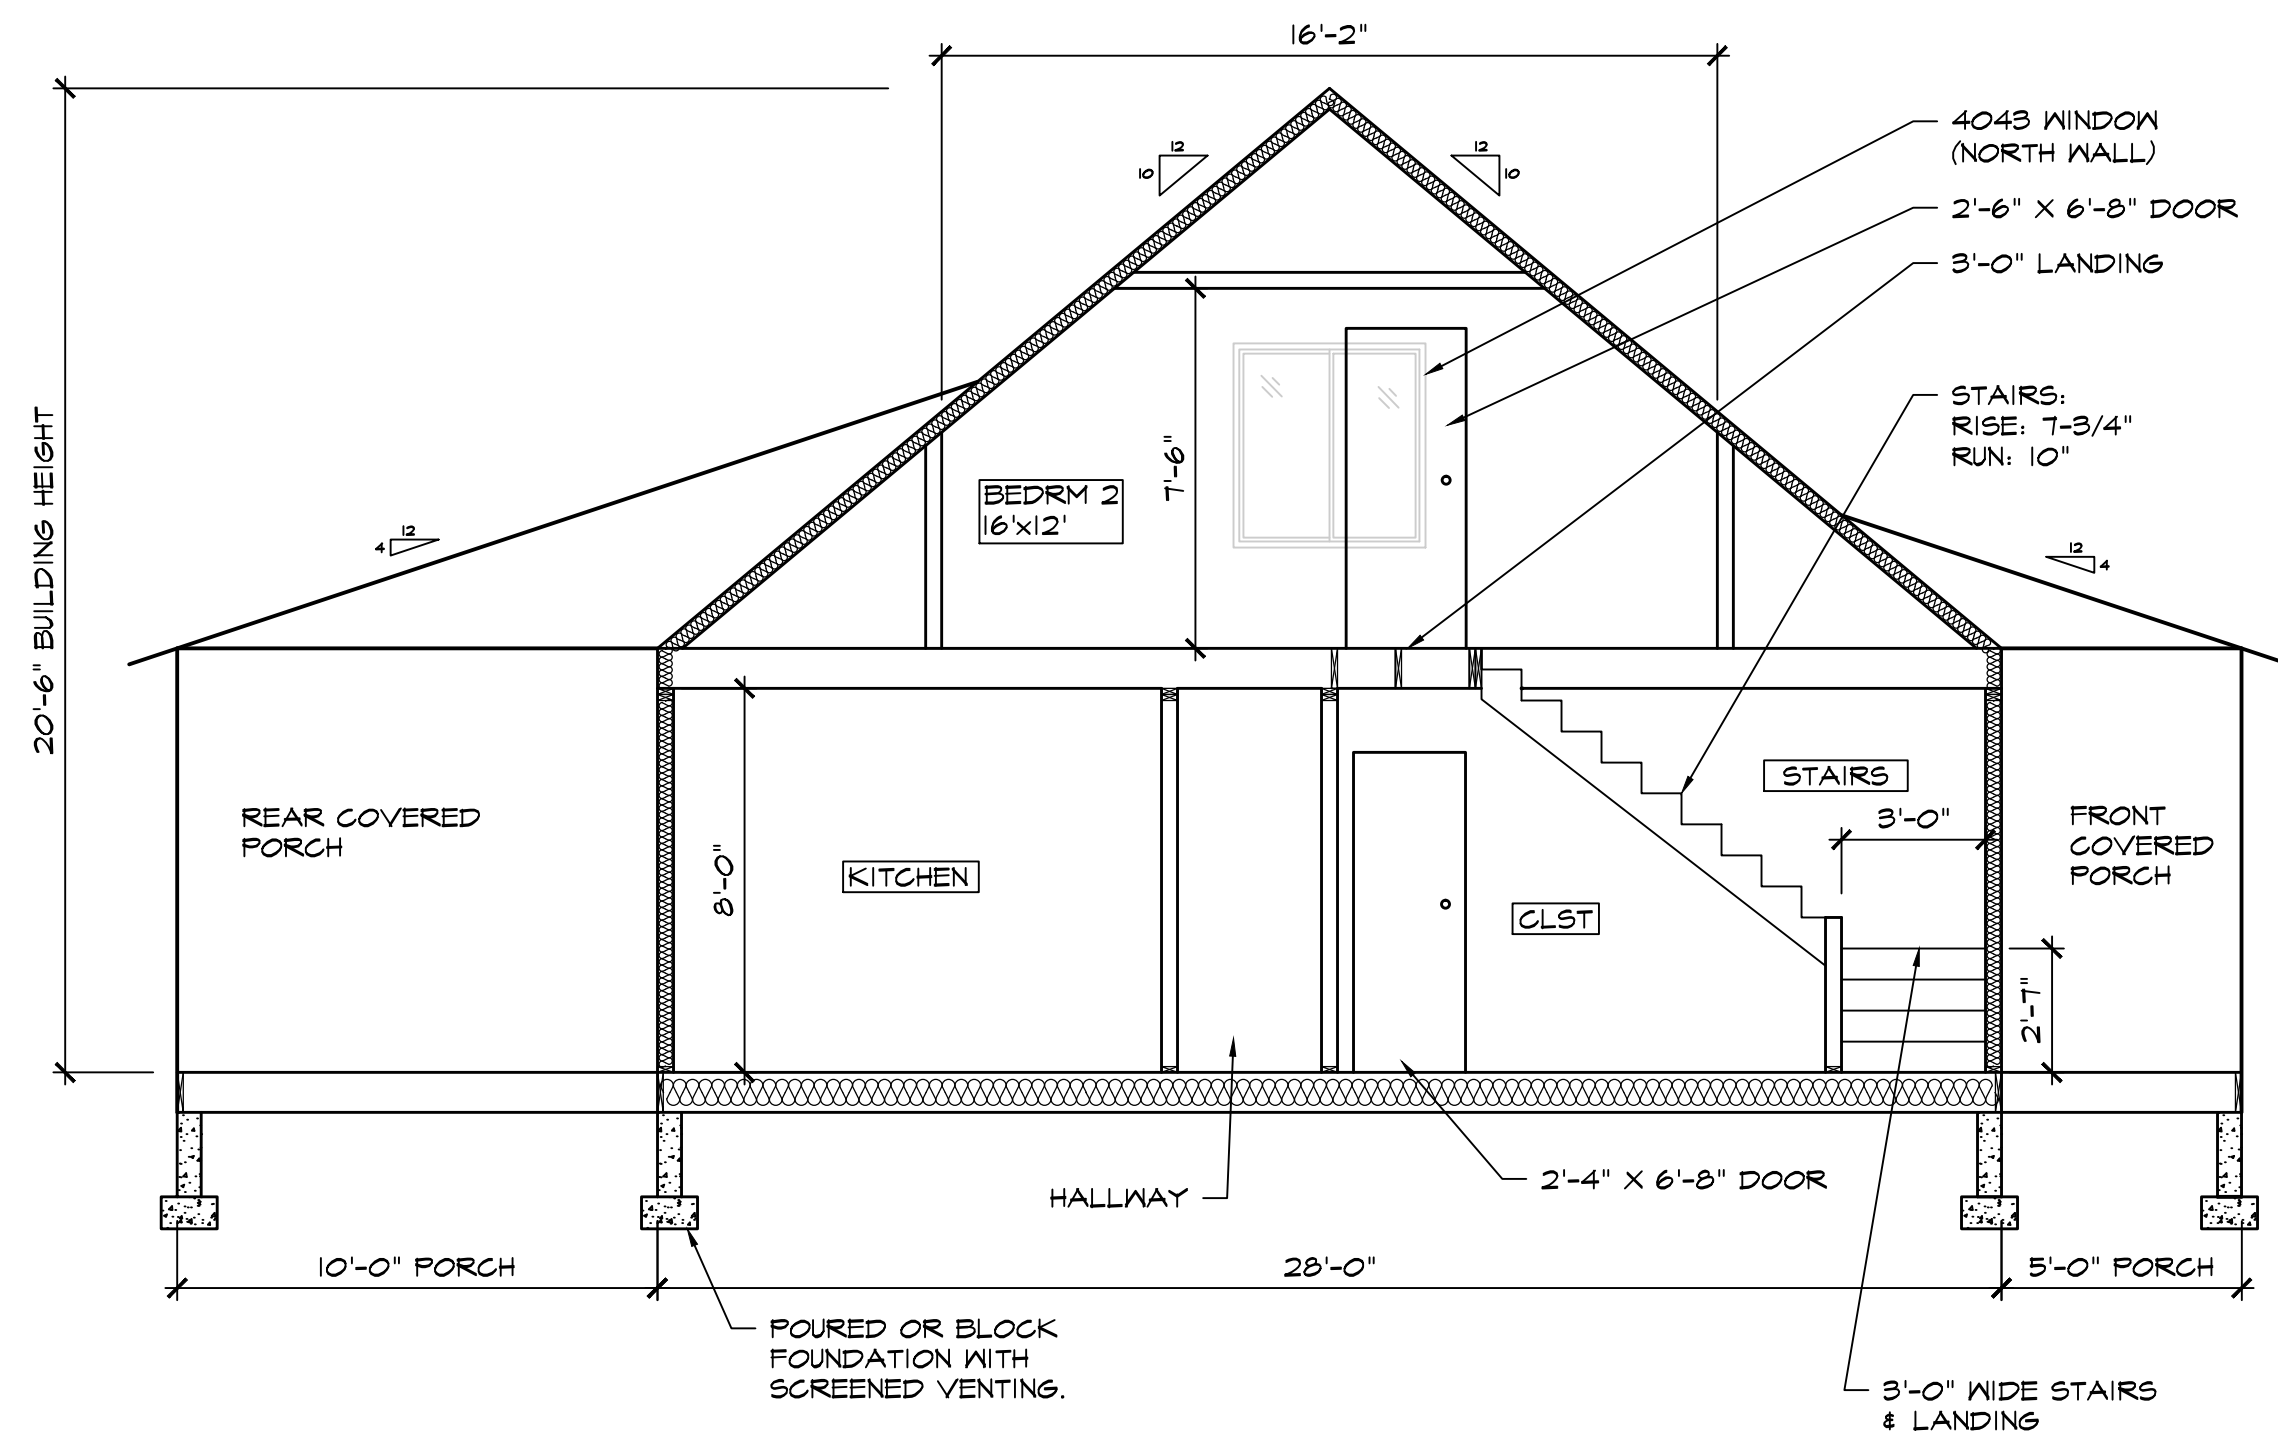 16'-2"
4043 WINDOW
(NORTH WALL)
12
10
12
10
2'-6" X 6'-8" DOOR
3'-0" LANDING
STAIRS:
RISE: 7-3/4"
RUN: 10"
20'-6" BUILDING HEIGHT
7'-6"
BEDRM 2
16'x12'
12
4
12
4
STAIRS
3'-0"
REAR COVERED
PORCH
FRONT
COVERED
PORCH
8'-0"
KITCHEN
CLST
2'-7"
HALLWAY
2'-4" X 6'-8" DOOR
10'-0" PORCH
28'-0"
5'-0" PORCH
POURED OR BLOCK
FOUNDATION WITH
SCREENED VENTING.
3'-0" WIDE STAIRS
& LANDING